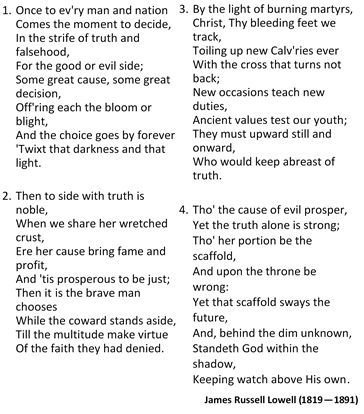 1. Once to ev'ry man and nation
Comes the moment to decide,
In the strife of truth and
falsehood,
For the good or evil side;
Some great cause, some great
decision,
Off'ring each the bloom or
blight,
And the choice goes by forever
'Twixt that darkness and that
light.
2. Then to side with truth is
noble,
When we share her wretched
crust,
Ere her cause bring fame and
profit,
And 'tis prosperous to be just;
Then it is the brave man
chooses
While the coward stands aside,
Till the multitude make virtue
Of the faith they had denied.
3. By the light of burning martyrs,
Christ, Thy bleeding feet we
track,
Toiling up new Calv'ries ever
With the cross that turns not
back;
New occasions teach new
duties,
Ancient values test our youth;
They must upward still and
onward,
Who would keep abreast of
truth.
4. Tho' the cause of evil prosper,
Yet the truth alone is strong;
Tho' her portion be the
scaffold,
And upon the throne be
wrong:
Yet that scaffold sways the
future,
And, behind the dim unknown,
Standeth God within the
shadow,
Keeping watch above His own.
James Russell Lowell (1819—1891)